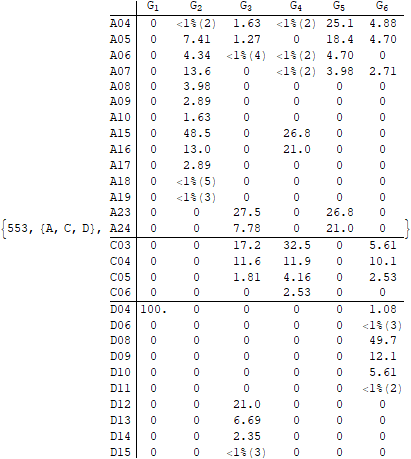 G1 G2 G3 G4 G5 G6
A04 0 <1%(2) 1.63 <1%(2) 25.1 4.88
A05 0 7.41 1.27 0 18.4 4.70
A06 0 4.34 <1%(4) <1%(2) 4.70 0
A07 0 13.6 0 <1%(2) 3.98 2.71
A08 0 3.98 0 0 0 0
A09 0 2.89 0 0 0 0
A10 0 1.63 0 0 0 0
A15 0 48.5 0 26.8 0 0
A16 0 13.0 0 21.0 0 0
A17 0 2.89 0 0 0 0
A18 0 <1%(5) 0 0 0 0
A19 0 <1%(3) 0 0 0 0
A23 0 0 27.5 0 26.8 0
{553, {A, C, D}, A24 0 0 7.78 0 21.0 0 }
C03 0 0 17.2 32.5 0 5.61
C04 0 0 11.6 11.9 0 10.1
C05 0 0 1.81 4.16 0 2.53
C06 0 0 0 2.53 0 0
D04 100. 0 0 0 0 1.08
D06 0 0 0 0 0 <1%(3)
D08 0 0 0 0 0 49.7
D09 0 0 0 0 0 12.1
D10 0 0 0 0 0 5.61
D11 0 0 0 0 0 <1%(2)
D12 0 0 21.0 0 0 0
D13 0 0 6.69 0 0 0
D14 0 0 2.35 0 0 0
D15 0 0 <1%(3) 0 0 0